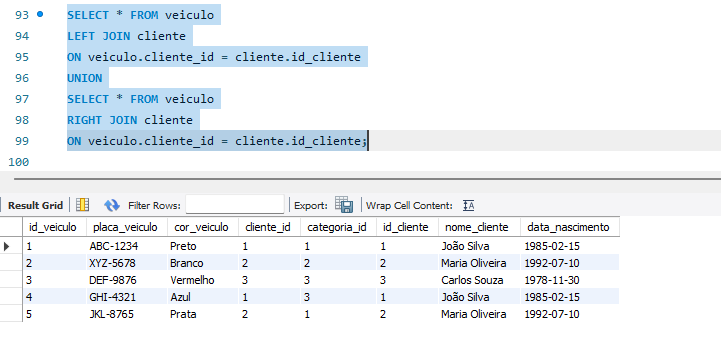 93 SELECT * FROM veiculo
94 LEFT JOIN cliente
95 ON veiculo.cliente_id = cliente.id_cliente
96 UNION
97 SELECT * FROM veiculo
98 RIGHT JOIN cliente
99 ON veiculo.cliente_id = cliente.id_cliente;
100
Result Grid Filter Rows: Export: Wrap Cell Content: IA
id_veiculo placa_veiculo cor_veiculo cliente_id categoria_id id_cliente nome_cliente data_nascimento
1 ABC-1234 Preto 1 1 1 João Silva 1985-02-15
2 XYZ-5678 Branco 2 2 2 Maria Oliveira 1992-07-10
3 DEF-9876 Vermelho 3 3 3 Carlos Souza 1978-11-30
4 GHI-4321 Azul 1 3 1 João Silva 1985-02-15
5 JKL-8765 Prata 2 1 2 Maria Oliveira 1992-07-10